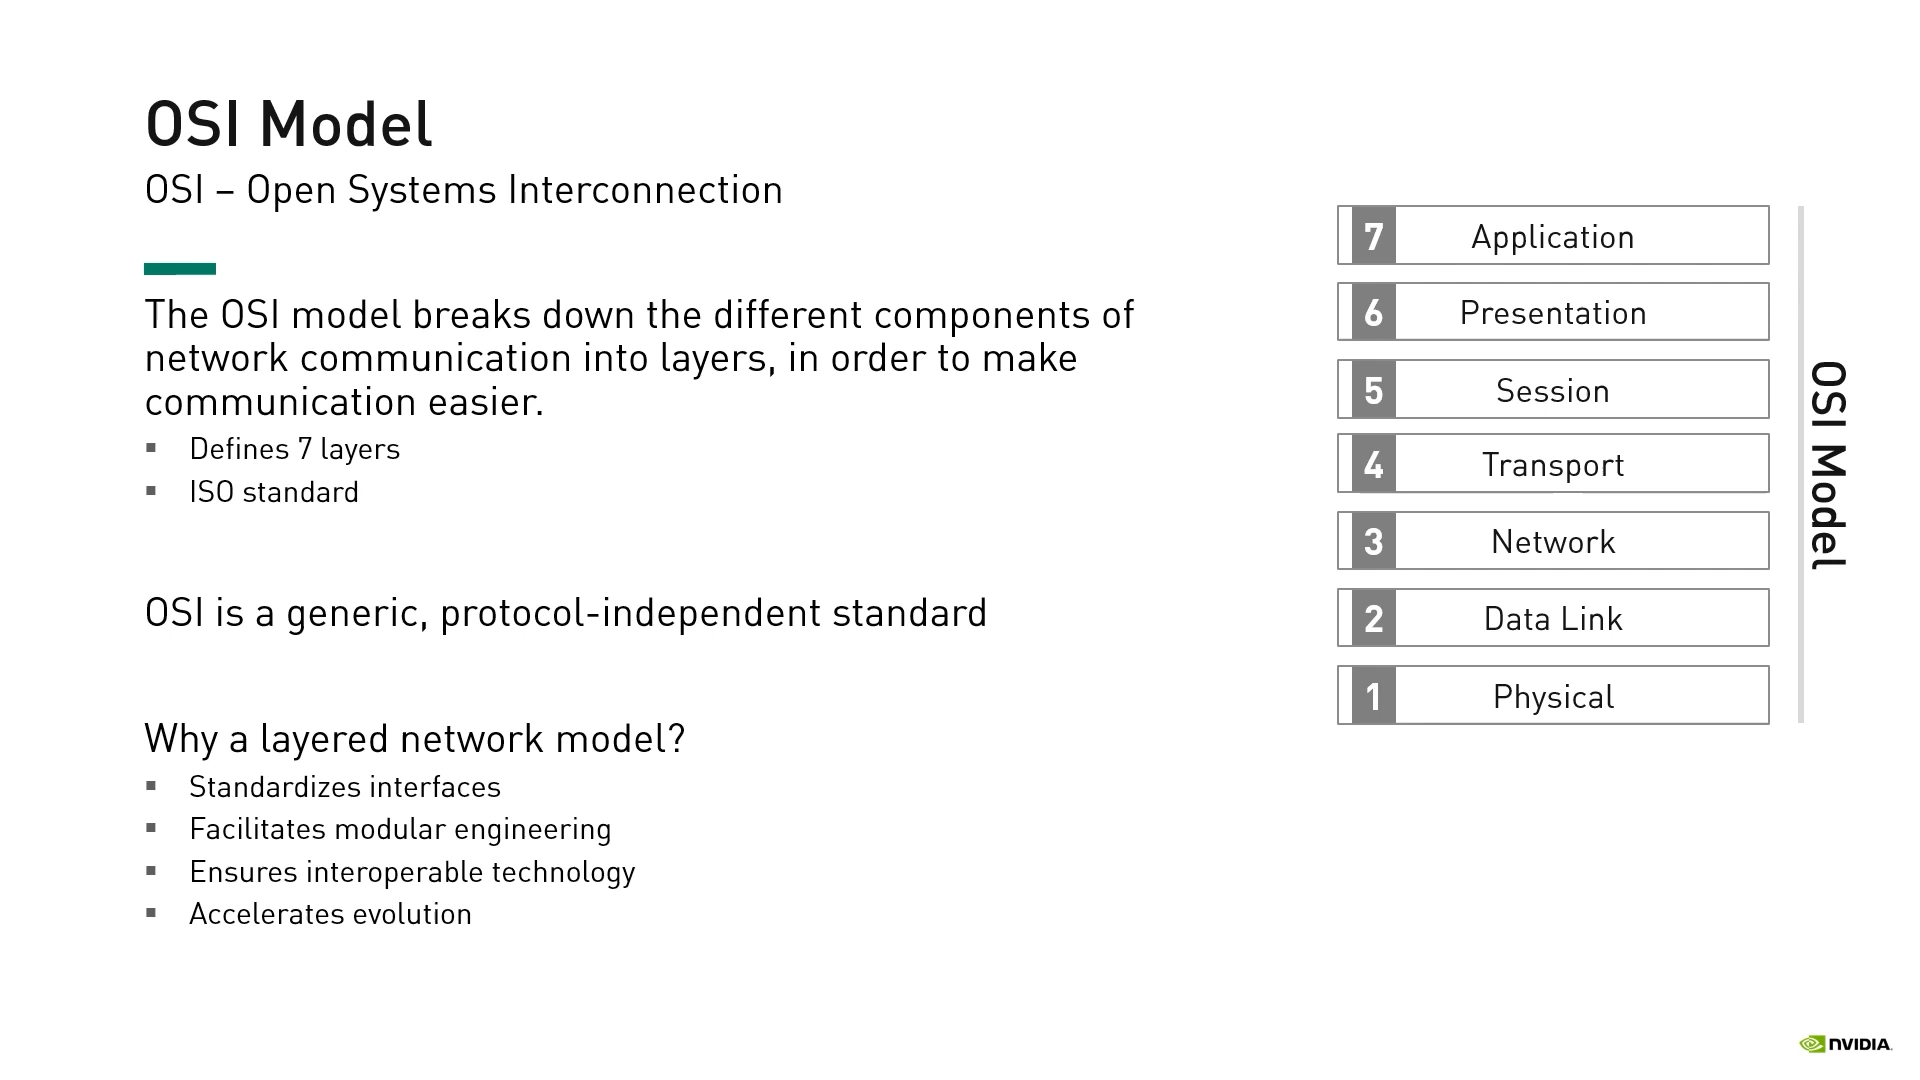 OSI Model
OSI – Open Systems Interconnection
The OSI model breaks down the different components of
network communication into layers, in order to make
communication easier.
▪ Defines 7 layers
▪ ISO standard
OSI is a generic, protocol-independent standard
Why a layered network model?
▪ Standardizes interfaces
▪ Facilitates modular engineering
▪ Ensures interoperable technology
▪ Accelerates evolution
7 Application
6 Presentation
5 Session
4 Transport
3 Network
2 Data Link
1 Physical
OSI Model
NVIDIA.